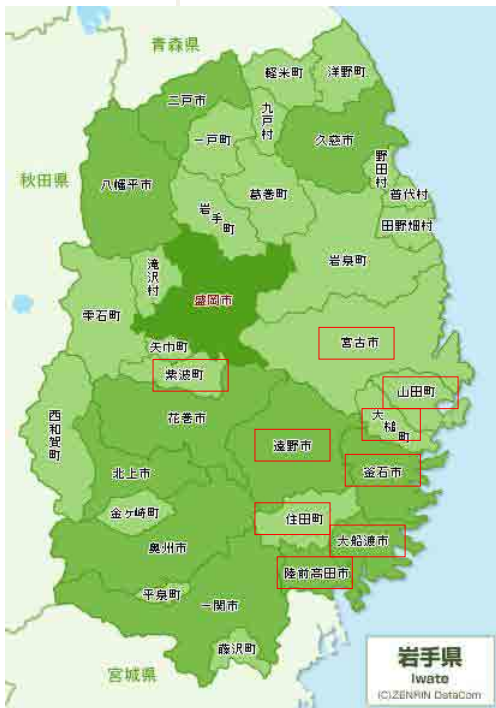 青森県
軽米町
洋野町
二戸市
九戸村
一戸町
久慈市
野田村
秋田県
八幡平市
葛巻町
普代村
岩手町
田野畑村
滝沢村
岩泉町
盛岡市
雫石町
矢巾町
宮古市
紫波町
山田町
西和賀町
花巻市
大槌町
遠野市
北上市
釜石市
金ヶ崎町
住田町
奥州市
大船渡市
陸前高田市
平泉町
一関市
藤沢町
宮城県
岩手県
Iwate
(C)ZENRIN DataCom